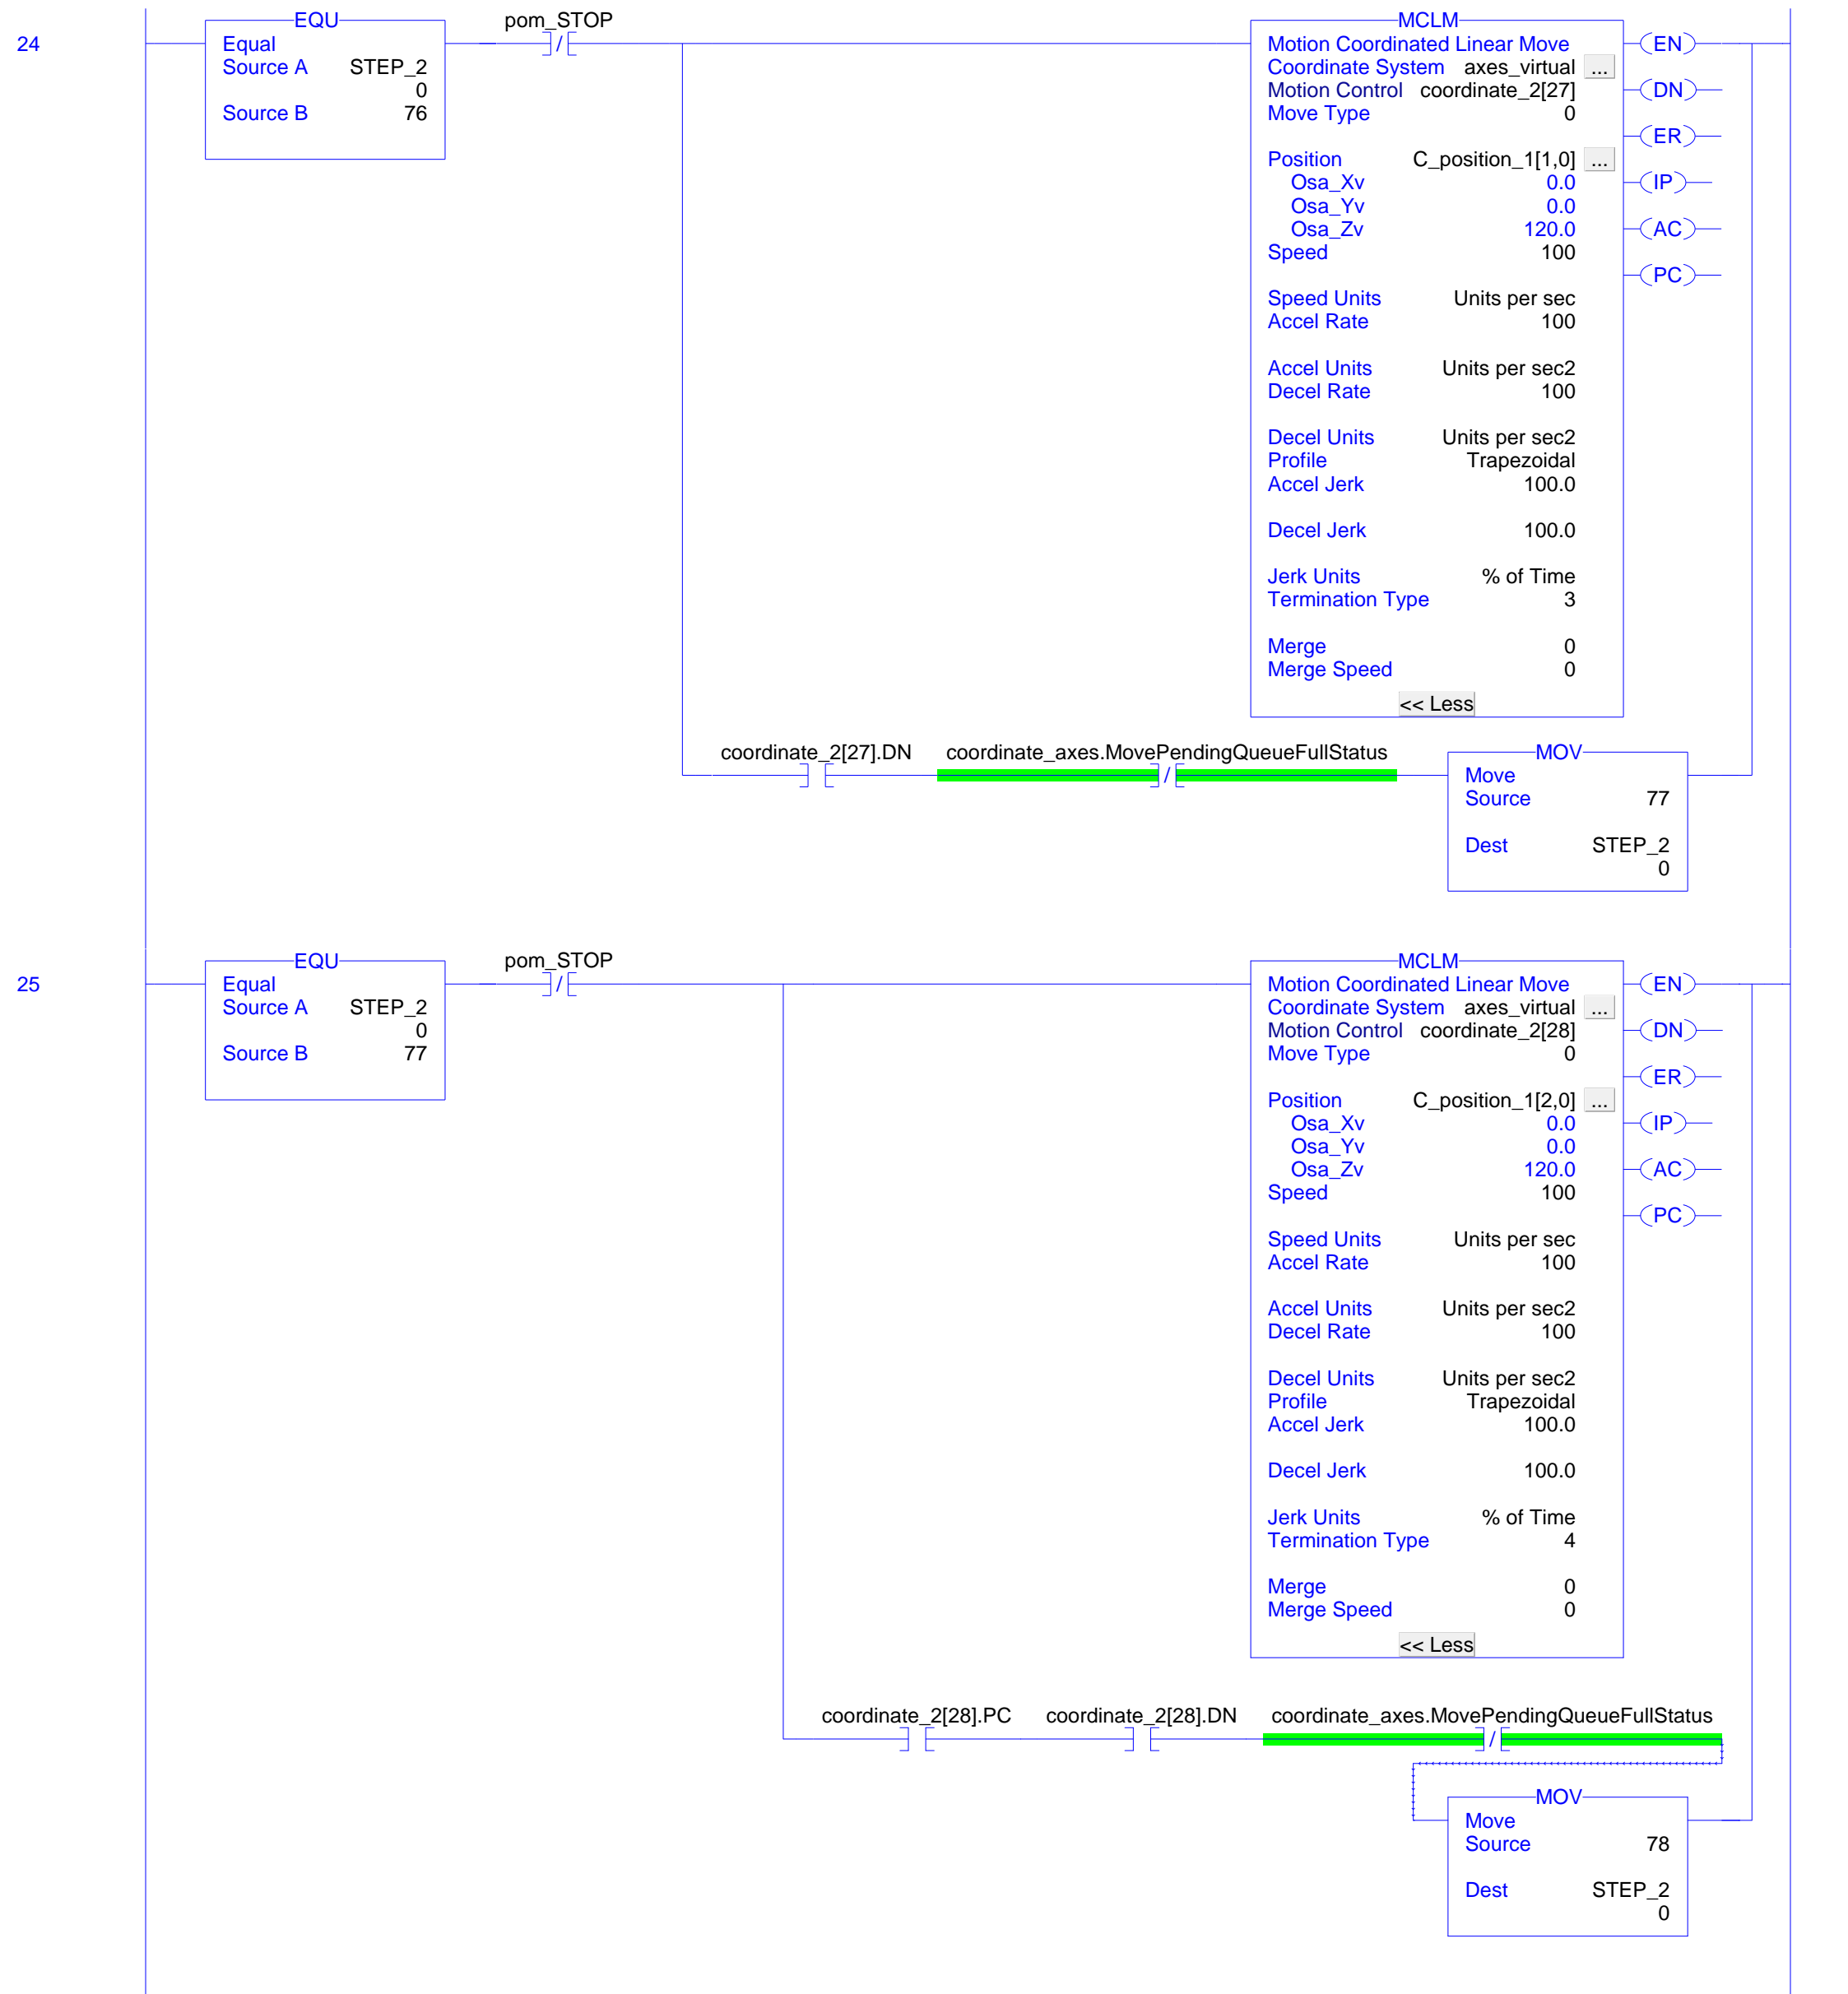 24
EQU
Equal
Source A STEP_2
0
Source B 76
pom_STOP
MCLM
Motion Coordinated Linear Move
Coordinate System axes_virtual ...
Motion Control coordinate_2[27]
Move Type 0
Position C_position_1[1,0] ...
Osa_Xv 0.0
Osa_Yv 0.0
Osa_Zv 120.0
Speed 100
Speed Units Units per sec
Accel Rate 100
Accel Units Units per sec2
Decel Rate 100
Decel Units Units per sec2
Profile Trapezoidal
Accel Jerk 100.0
Decel Jerk 100.0
Jerk Units % of Time
Termination Type 3
Merge 0
Merge Speed 0
<< Less
EN
DN
ER
IP
AC
PC
coordinate_2[27].DN
coordinate_axes.MovePendingQueueFullStatus
MOV
Move
Source 77
Dest STEP_2
0
25
EQU
Equal
Source A STEP_2
0
Source B 77
pom_STOP
MCLM
Motion Coordinated Linear Move
Coordinate System axes_virtual ...
Motion Control coordinate_2[28]
Move Type 0
Position C_position_1[2,0] ...
Osa_Xv 0.0
Osa_Yv 0.0
Osa_Zv 120.0
Speed 100
Speed Units Units per sec
Accel Rate 100
Accel Units Units per sec2
Decel Rate 100
Decel Units Units per sec2
Profile Trapezoidal
Accel Jerk 100.0
Decel Jerk 100.0
Jerk Units % of Time
Termination Type 4
Merge 0
Merge Speed 0
<< Less
EN
DN
ER
IP
AC
PC
coordinate_2[28].PC
coordinate_2[28].DN
coordinate_axes.MovePendingQueueFullStatus
MOV
Move
Source 78
Dest STEP_2
0